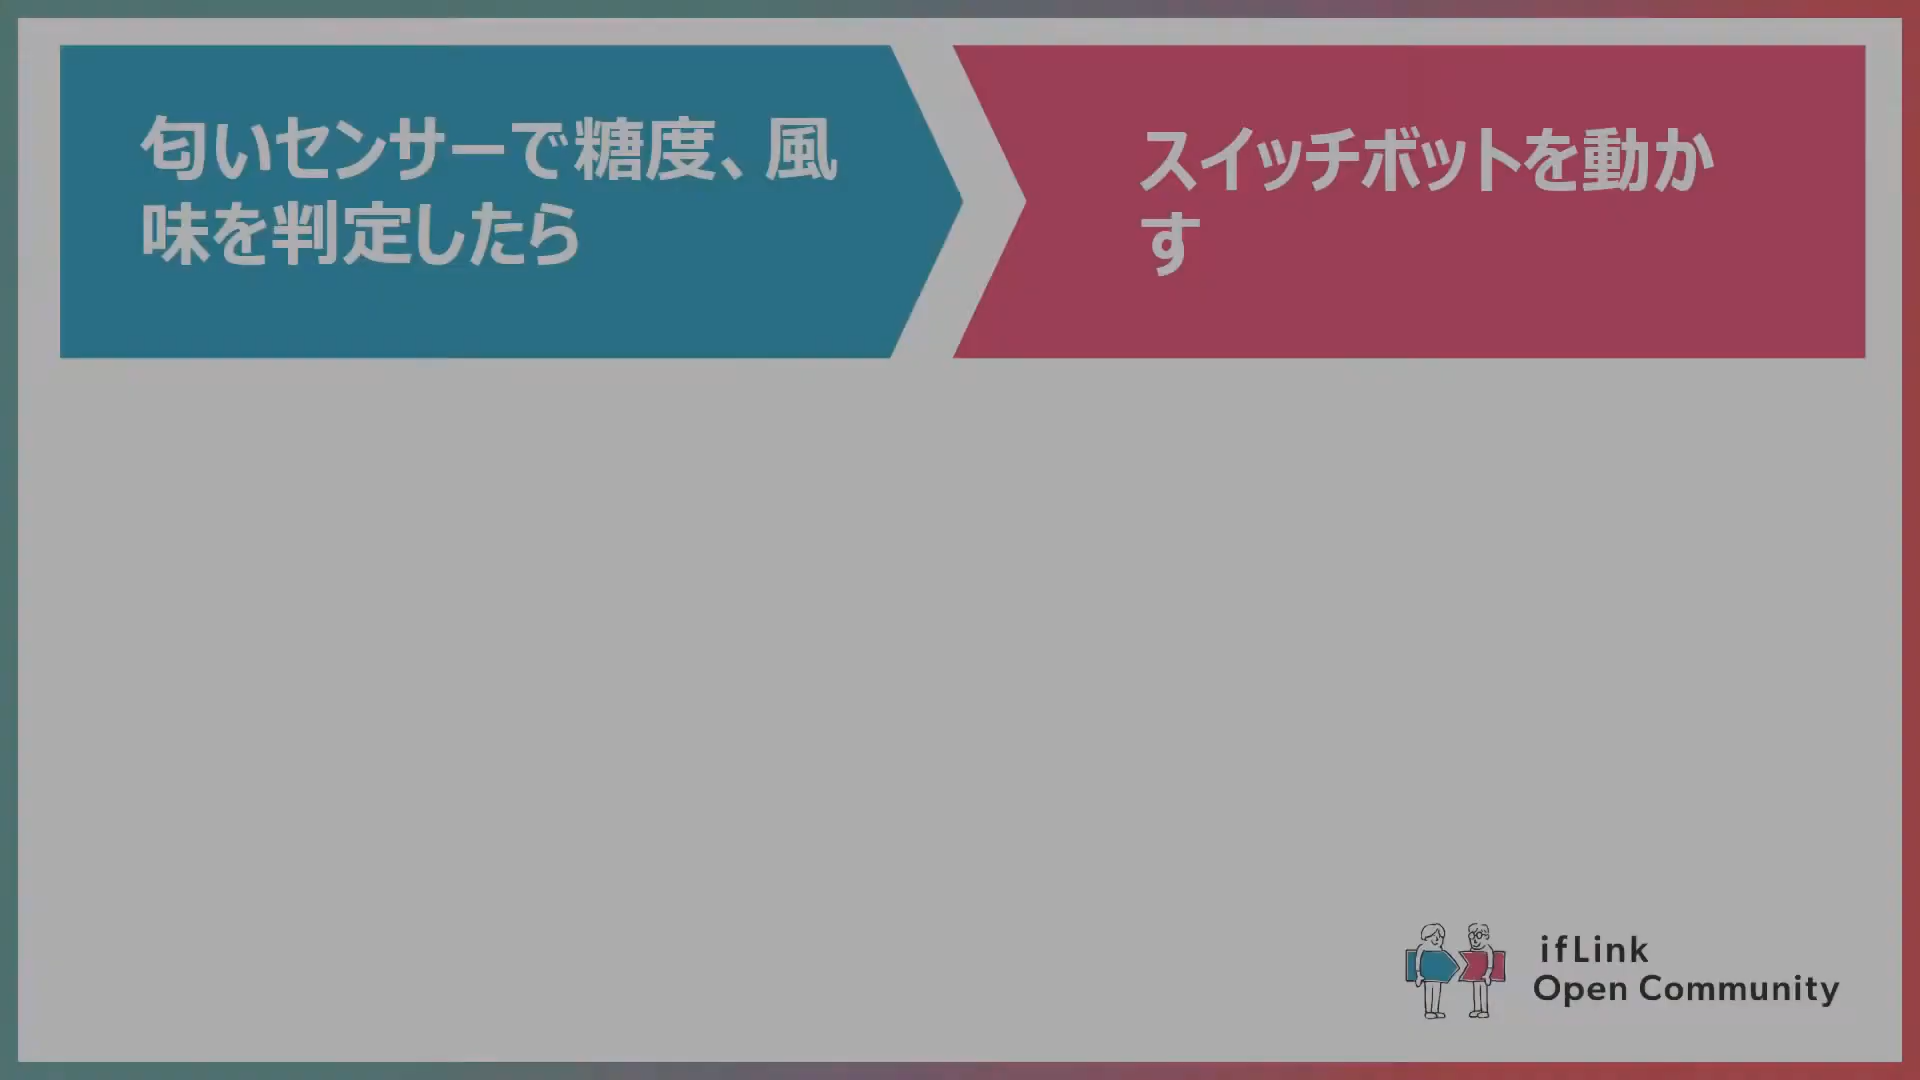 匂いセンサーで糖度、風
味を判定したら
スイッチボットを動か
す
ifLink
Open Community